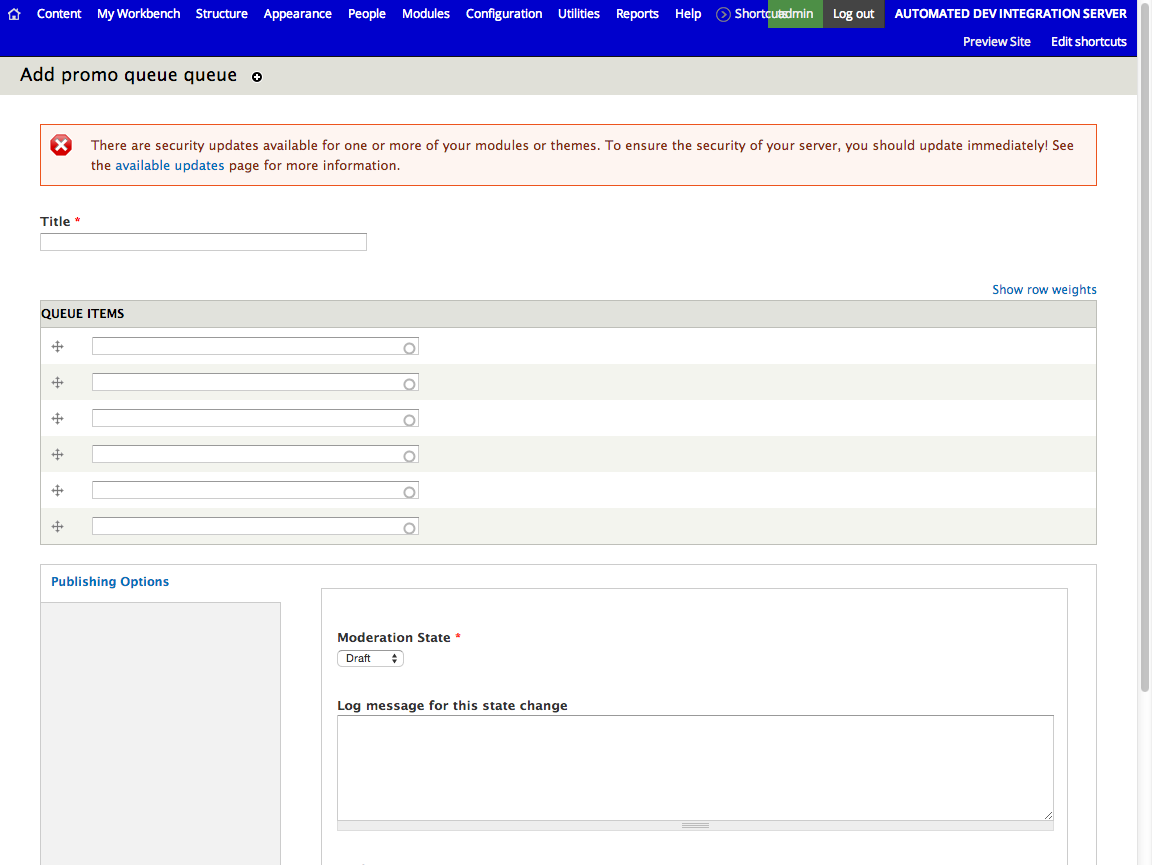 Content My Workbench Structure Appearance People Modules Configuration Utilities Reports Help Shortcuts admin Log out AUTOMATED DEV INTEGRATION SERVER
Preview Site Edit shortcuts
Add promo queue queue
There are security updates available for one or more of your modules or themes. To ensure the security of your server, you should update immediately! See
the available updates page for more information.
Title *
Show row weights
QUEUE ITEMS
Publishing Options
Moderation State *
Draft
Log message for this state change